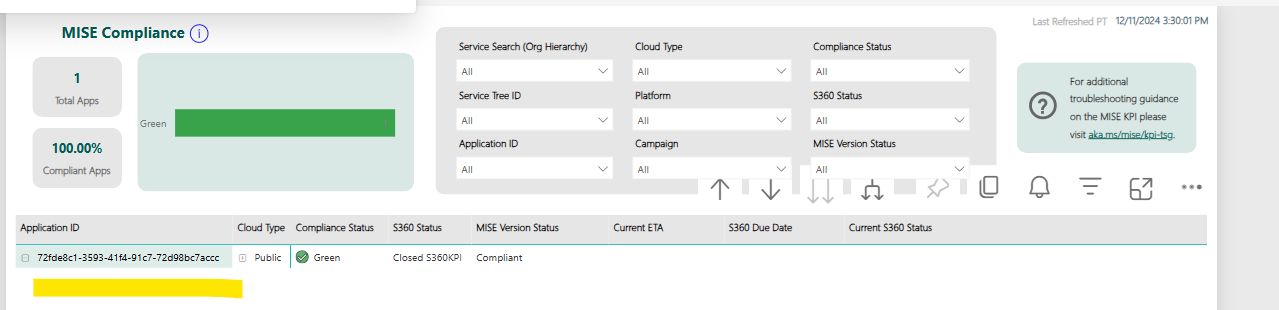 MISE Compliance
Last Refreshed PT 12/11/2024 3:30:01 PM
1
Total Apps
100.00%
Compliant Apps
Green
Service Search (Org Hierarchy) Cloud Type Compliance Status
All All All
Service Tree ID Platform S360 Status
All All All
Application ID Campaign MISE Version Status
All All All
For additional
troubleshooting guidance
on the MISE KPI please
visit aka.ms/mise/kpi-tsg.
Application ID Cloud Type Compliance Status S360 Status MISE Version Status Current ETA S360 Due Date Current S360 Status
72fde8c1-3593-41f4-91c7-72d98bc7accc Public Green Closed S360KPI Compliant